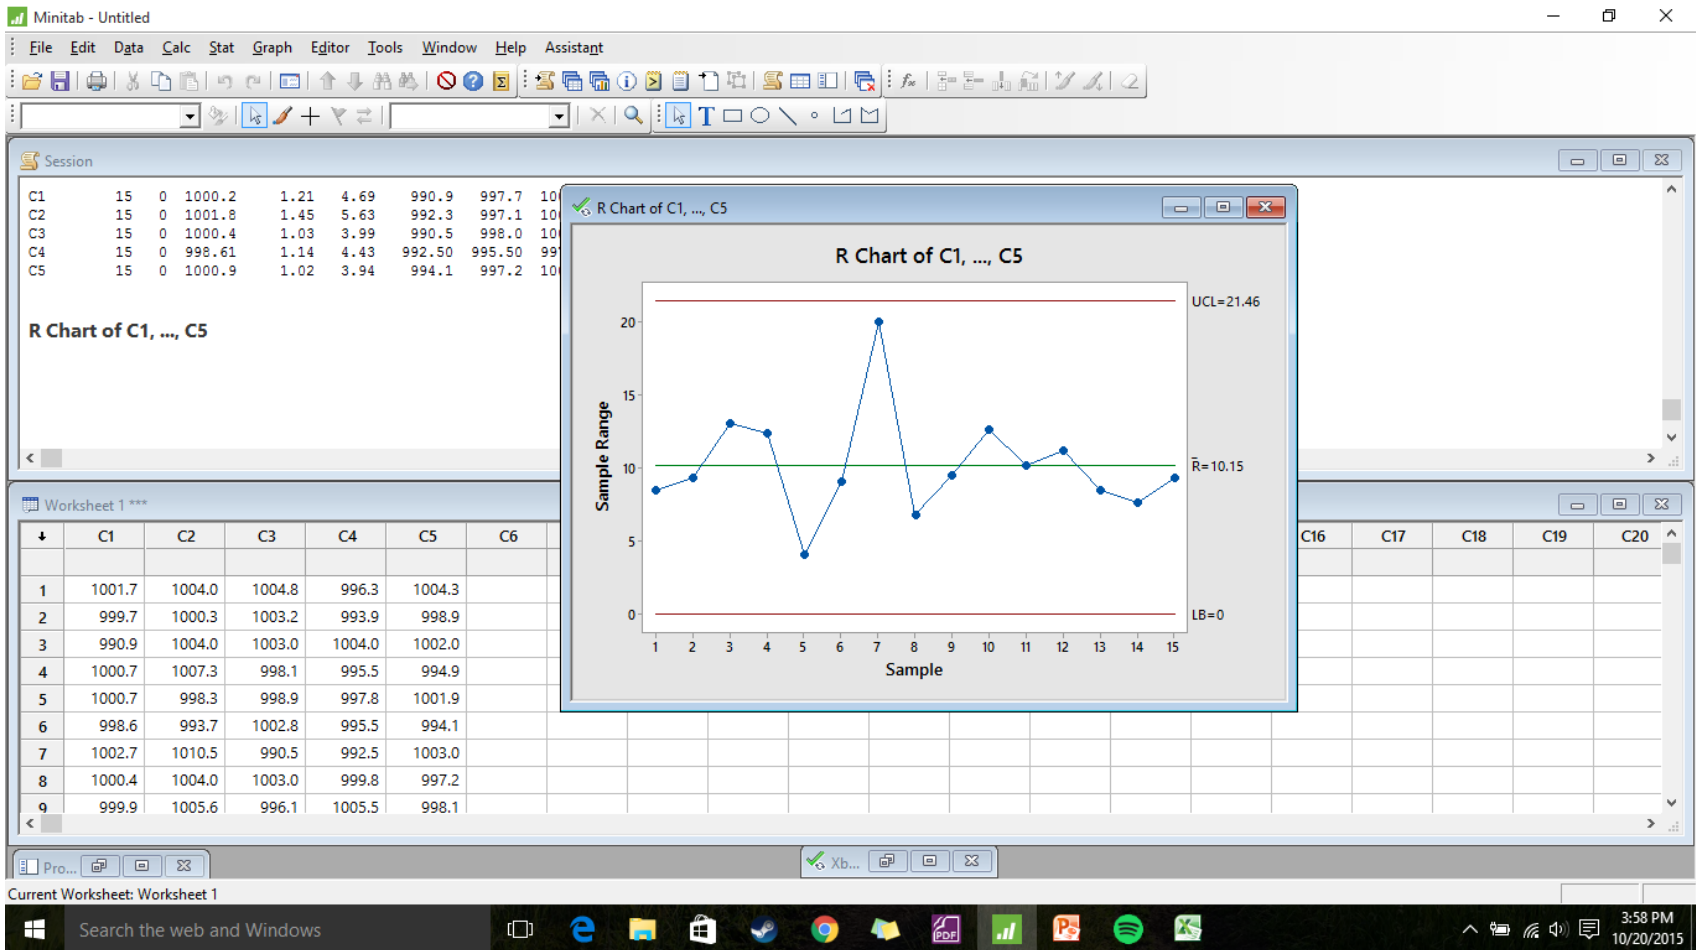 Minitab - Untitled
File Edit Data Calc Stat Graph Editor Tools Window Help Assistant
Session
C1 15 0 1000.2 1.21 4.69 990.9 997.7 10
C2 15 0 1001.8 1.45 5.63 992.3 997.1 10
C3 15 0 1000.4 1.03 3.99 990.5 998.0 10
C4 15 0 998.61 1.14 4.43 992.50 995.50 99
C5 15 0 1000.9 1.02 3.94 994.1 997.2 10
R Chart of C1, ..., C5
R Chart of C1, ..., C5
R Chart of C1, ..., C5
UCL=21.46
20
15
10
5
0
Sample Range
R̄=10.15
LB=0
1 2 3 4 5 6 7 8 9 10 11 12 13 14 15
Sample
Worksheet 1 ***
C1 C2 C3 C4 C5 C6 C16 C17 C18 C19 C20
1 1001.7 1004.0 1004.8 996.3 1004.3
2 999.7 1000.3 1003.2 993.9 998.9
3 990.9 1004.0 1003.0 1004.0 1002.0
4 1000.7 1007.3 998.1 995.5 994.9
5 1000.7 998.3 998.9 997.8 1001.9
6 998.6 993.7 1002.8 995.5 994.1
7 1002.7 1010.5 990.5 992.5 1003.0
8 1000.4 1004.0 1003.0 999.8 997.2
9 999.9 1005.6 996.1 1005.5 998.1
Pro...
Xb...
Current Worksheet: Worksheet 1
Search the web and Windows
PDF
3:58 PM
10/20/2015